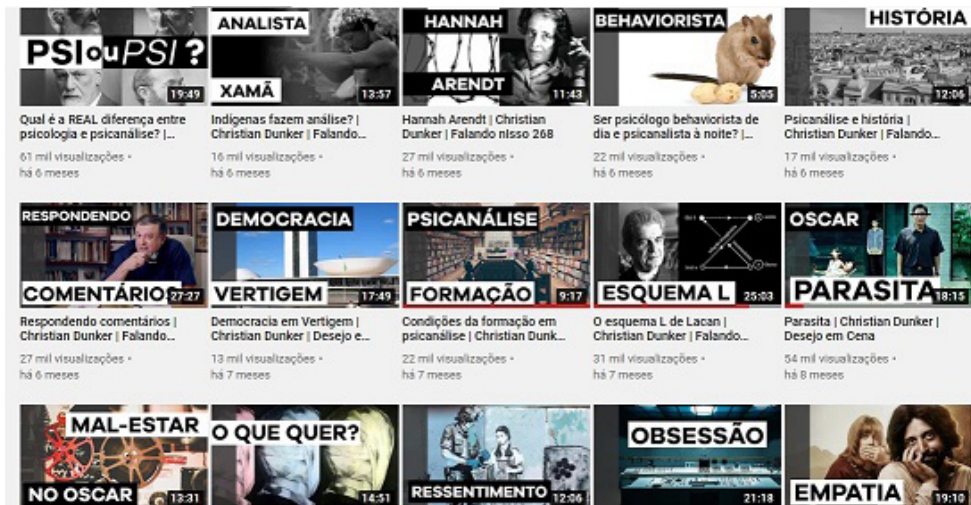 PSIouPSI ?
19:49
Qual é a REAL diferença entre
psicologia e psicanálise? |...
61 mil visualizações •
há 6 meses
ANALISTA
XAMÃ
13:57
Indígenas fazem análise? |
Christian Dunker | Falando...
16 mil visualizações •
há 6 meses
HANNAH
ARENDT
11:43
Hannah Arendt | Christian
Dunker | Falando nIsso 268
27 mil visualizações •
há 6 meses
BEHAVIORISTA
5:05
Ser psicólogo behaviorista de
dia e psicanalista à noite? |...
22 mil visualizações •
há 6 meses
HISTÓRIA
12:06
Psicanálise e história |
Christian Dunker | Falando...
17 mil visualizações •
há 6 meses
RESPONDENDO
COMENTÁRIOS
27:27
Respondendo comentários |
Christian Dunker | Falando...
27 mil visualizações •
há 6 meses
DEMOCRACIA
VERTIGEM
17:49
Democracia em Vertigem |
Christian Dunker | Desejo e...
13 mil visualizações •
há 7 meses
PSICANÁLISE
FORMAÇÃO
9:17
Condições da formação em
psicanálise | Christian Dunk...
22 mil visualizações •
há 7 meses
ESQUEMA L
25:03
O esquema L de Lacan |
Christian Dunker | Falando...
31 mil visualizações •
há 7 meses
OSCAR
PARASITA
18:15
Parasita | Christian Dunker |
Desejo em Cena
54 mil visualizações •
há 8 meses
MAL-ESTAR
NO OSCAR
13:31
O QUE QUER?
14:51
RESSENTIMENTO
12:06
OBSESSÃO
21:18
EMPATIA
19:10